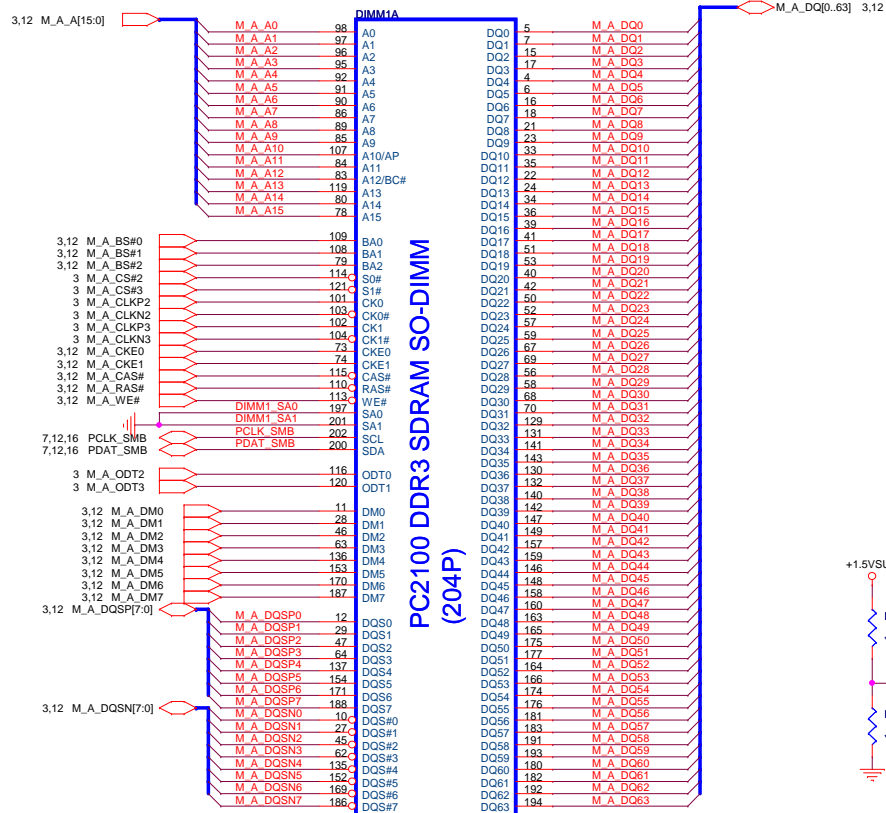 3,12 M_A_A[15:0]
DIMM1A
M_A_DQ[0..63] 3,12
M_A_A0 98 A0
M_A_A1 97 A1
M_A_A2 96 A2
M_A_A3 95 A3
M_A_A4 92 A4
M_A_A5 91 A5
M_A_A6 90 A6
M_A_A7 86 A7
M_A_A8 89 A8
M_A_A9 85 A9
M_A_A10 107 A10/AP
M_A_A11 84 A11
M_A_A12 83 A12/BC#
M_A_A13 119 A13
M_A_A14 80 A14
M_A_A15 78 A15
3,12 M_A_BS#0 109 BA0
3,12 M_A_BS#1 108 BA1
3,12 M_A_BS#2 79 BA2
3 M_A_CS#2 114 S0#
3 M_A_CS#3 121 S1#
3 M_A_CLKP2 101 CK0
3 M_A_CLKN2 103 CK0#
3 M_A_CLKP3 102 CK1
3 M_A_CLKN3 104 CK1#
3,12 M_A_CKE0 73 CKE0
3,12 M_A_CKE1 74 CKE1
3,12 M_A_CAS# 115 CAS#
3,12 M_A_RAS# 110 RAS#
3,12 M_A_WE# 113 WE#
DIMM1_SA0 197 SA0
DIMM1_SA1 201 SA1
7,12,16 PCLK_SMB PCLK_SMB 202 SCL
7,12,16 PDAT_SMB PDAT_SMB 200 SDA
3 M_A_ODT2 116 ODT0
3 M_A_ODT3 120 ODT1
3,12 M_A_DM0 11 DM0
3,12 M_A_DM1 28 DM1
3,12 M_A_DM2 46 DM2
3,12 M_A_DM3 63 DM3
3,12 M_A_DM4 136 DM4
3,12 M_A_DM5 153 DM5
3,12 M_A_DM6 170 DM6
3,12 M_A_DM7 187 DM7
3,12 M_A_DQSP[7:0]
M_A_DQSP0 12 DQS0
M_A_DQSP1 29 DQS1
M_A_DQSP2 47 DQS2
M_A_DQSP3 64 DQS3
M_A_DQSP4 137 DQS4
M_A_DQSP5 154 DQS5
M_A_DQSP6 171 DQS6
M_A_DQSP7 188 DQS7
3,12 M_A_DQSN[7:0]
M_A_DQSN0 10 DQS#0
M_A_DQSN1 27 DQS#1
M_A_DQSN2 45 DQS#2
M_A_DQSN3 62 DQS#3
M_A_DQSN4 135 DQS#4
M_A_DQSN5 152 DQS#5
M_A_DQSN6 169 DQS#6
M_A_DQSN7 186 DQS#7
PC2100 DDR3 SDRAM SO-DIMM
(204P)
DQ0 5 M_A_DQ0
DQ1 7 M_A_DQ1
DQ2 15 M_A_DQ2
DQ3 17 M_A_DQ3
DQ4 4 M_A_DQ4
DQ5 6 M_A_DQ5
DQ6 16 M_A_DQ6
DQ7 18 M_A_DQ7
DQ8 21 M_A_DQ8
DQ9 23 M_A_DQ9
DQ10 33 M_A_DQ10
DQ11 35 M_A_DQ11
DQ12 22 M_A_DQ12
DQ13 24 M_A_DQ13
DQ14 34 M_A_DQ14
DQ15 36 M_A_DQ15
DQ16 39 M_A_DQ16
DQ17 41 M_A_DQ17
DQ18 51 M_A_DQ18
DQ19 53 M_A_DQ19
DQ20 40 M_A_DQ20
DQ21 42 M_A_DQ21
DQ22 50 M_A_DQ22
DQ23 52 M_A_DQ23
DQ24 57 M_A_DQ24
DQ25 59 M_A_DQ25
DQ26 67 M_A_DQ26
DQ27 69 M_A_DQ27
DQ28 56 M_A_DQ28
DQ29 58 M_A_DQ29
DQ30 68 M_A_DQ30
DQ31 70 M_A_DQ31
DQ32 129 M_A_DQ32
DQ33 131 M_A_DQ33
DQ34 141 M_A_DQ34
DQ35 143 M_A_DQ35
DQ36 130 M_A_DQ36
DQ37 132 M_A_DQ37
DQ38 140 M_A_DQ38
DQ39 142 M_A_DQ39
DQ40 147 M_A_DQ40
DQ41 149 M_A_DQ41
DQ42 157 M_A_DQ42
DQ43 159 M_A_DQ43
DQ44 146 M_A_DQ44
DQ45 148 M_A_DQ45
DQ46 158 M_A_DQ46
DQ47 160 M_A_DQ47
DQ48 163 M_A_DQ48
DQ49 165 M_A_DQ49
DQ50 175 M_A_DQ50
DQ51 177 M_A_DQ51
DQ52 164 M_A_DQ52
DQ53 166 M_A_DQ53
DQ54 174 M_A_DQ54
DQ55 176 M_A_DQ55
DQ56 181 M_A_DQ56
DQ57 183 M_A_DQ57
DQ58 191 M_A_DQ58
DQ59 193 M_A_DQ59
DQ60 180 M_A_DQ60
DQ61 182 M_A_DQ61
DQ62 192 M_A_DQ62
DQ63 194 M_A_DQ63